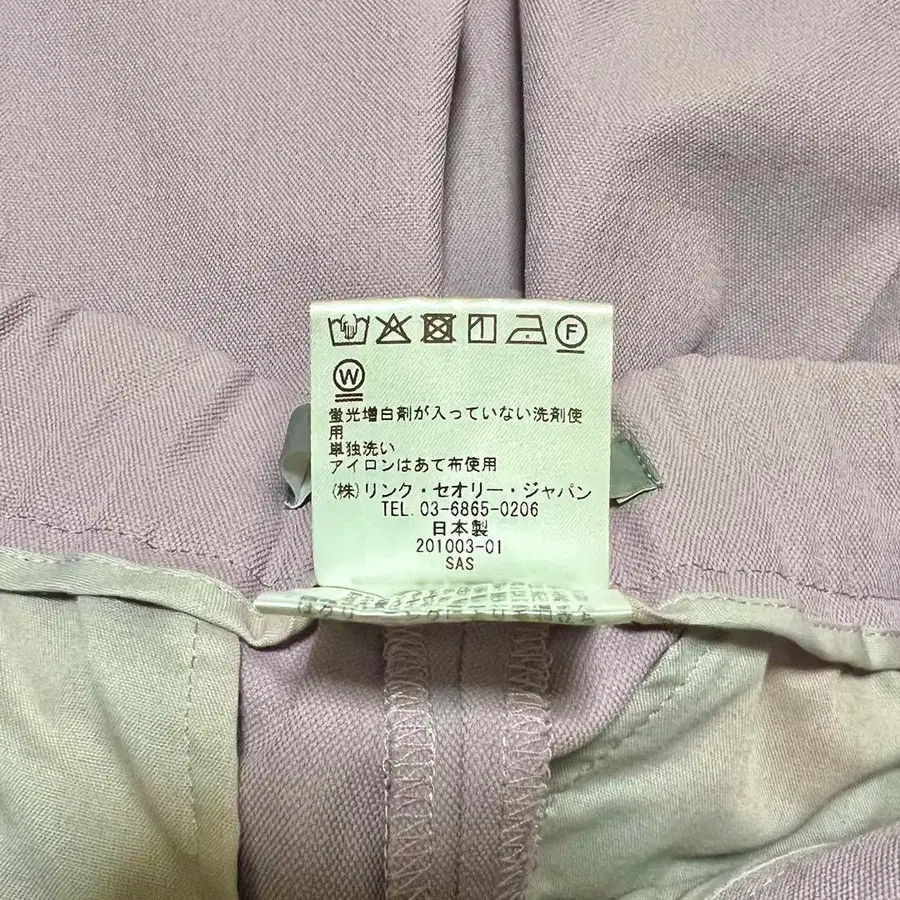 F
W
蛍光増白剤が入っていない洗剤使
用
単独洗い
アイロンはあて布使用
(株)リンク・セオリー・ジャパン
TEL.03-6865-0206
日本製
201003-01
SAS